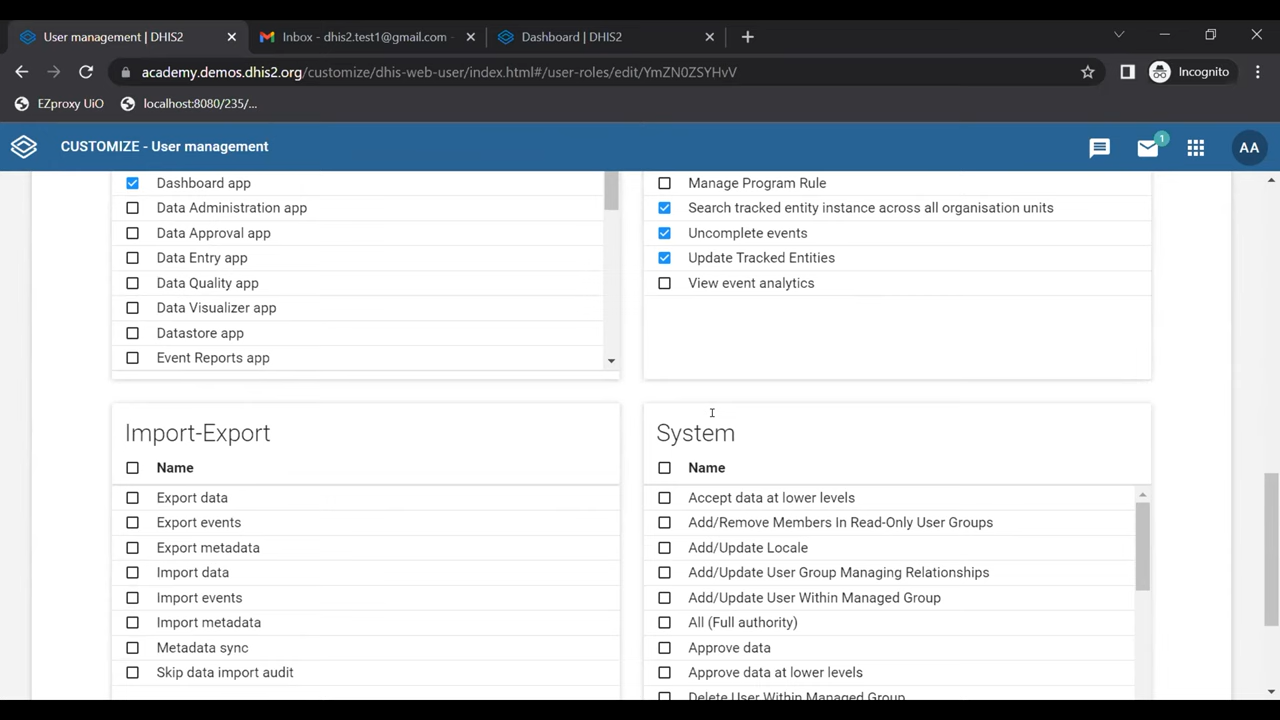 User management | DHIS2
Inbox - dhis2.test1@gmail.com -
Dashboard | DHIS2
academy.demos.dhis2.org/customize/dhis-web-user/index.html#/user-roles/edit/YmZN0ZSYHvV
Incognito
EZproxy UiO
localhost:8080/235/...
CUSTOMIZE - User management
1
AA
Dashboard app
Data Administration app
Data Approval app
Data Entry app
Data Quality app
Data Visualizer app
Datastore app
Event Reports app
Manage Program Rule
Search tracked entity instance across all organisation units
Uncomplete events
Update Tracked Entities
View event analytics
Import-Export
Name
Export data
Export events
Export metadata
Import data
Import events
Import metadata
Metadata sync
Skip data import audit
System
Name
Accept data at lower levels
Add/Remove Members In Read-Only User Groups
Add/Update Locale
Add/Update User Group Managing Relationships
Add/Update User Within Managed Group
All (Full authority)
Approve data
Approve data at lower levels
Delete User Within Managed Group